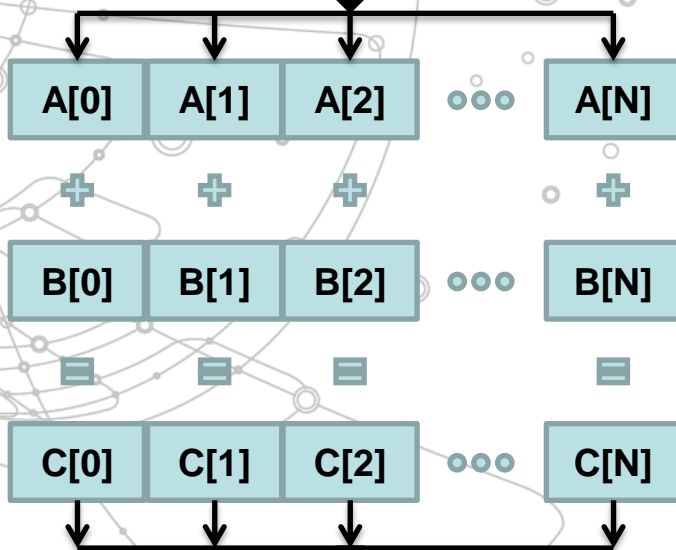 A[0] A[1] A[2] A[N]
+ + + +
B[0] B[1] B[2] B[N]
= = = =
C[0] C[1] C[2] C[N]